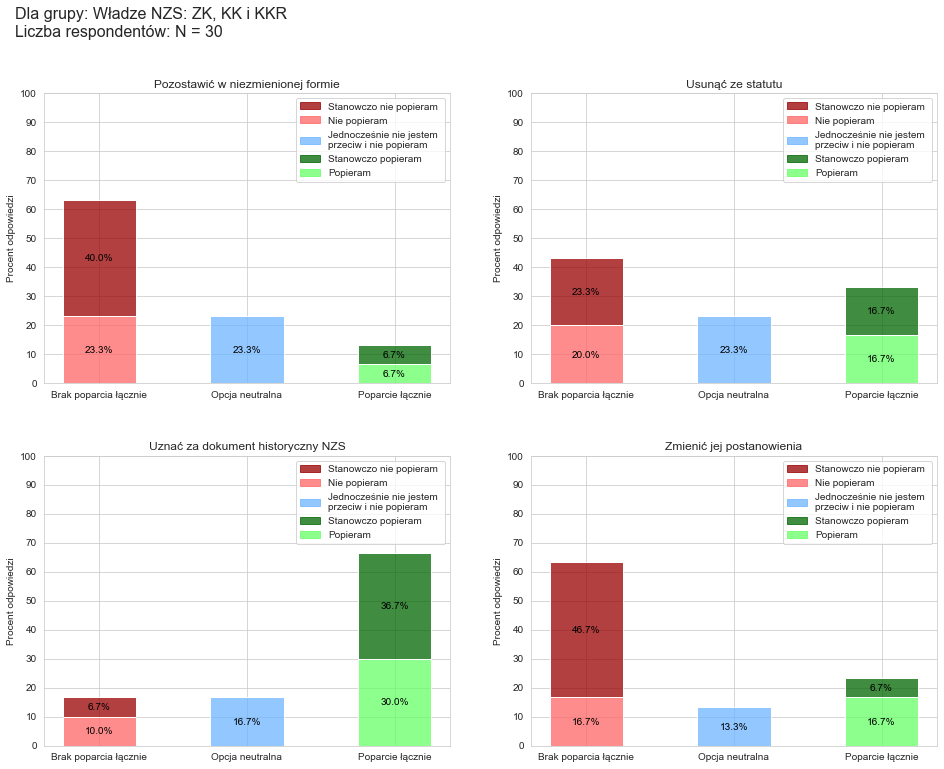 Dla grupy: Władze NZS: ZK, KK i KKR
Liczba respondentów: N = 30
Pozostawić w niezmienionej formie
100
90
80
70
60
50
40
30
20
10
0
Procent odpowiedzi
Stanowczo nie popieram
Nie popieram
Jednocześnie nie jestem
przeciw i nie popieram
Stanowczo popieram
Popieram
40.0%
23.3%
23.3%
6.7%
6.7%
Brak poparcia łącznie
Opcja neutralna
Poparcie łącznie
Usunąć ze statutu
100
90
80
70
60
50
40
30
20
10
0
Procent odpowiedzi
Stanowczo nie popieram
Nie popieram
Jednocześnie nie jestem
przeciw i nie popieram
Stanowczo popieram
Popieram
23.3%
20.0%
23.3%
16.7%
16.7%
Brak poparcia łącznie
Opcja neutralna
Poparcie łącznie
Uznać za dokument historyczny NZS
100
90
80
70
60
50
40
30
20
10
0
Procent odpowiedzi
Stanowczo nie popieram
Nie popieram
Jednocześnie nie jestem
przeciw i nie popieram
Stanowczo popieram
Popieram
6.7%
10.0%
16.7%
36.7%
30.0%
Brak poparcia łącznie
Opcja neutralna
Poparcie łącznie
Zmienić jej postanowienia
100
90
80
70
60
50
40
30
20
10
0
Procent odpowiedzi
Stanowczo nie popieram
Nie popieram
Jednocześnie nie jestem
przeciw i nie popieram
Stanowczo popieram
Popieram
46.7%
16.7%
13.3%
6.7%
16.7%
Brak poparcia łącznie
Opcja neutralna
Poparcie łącznie